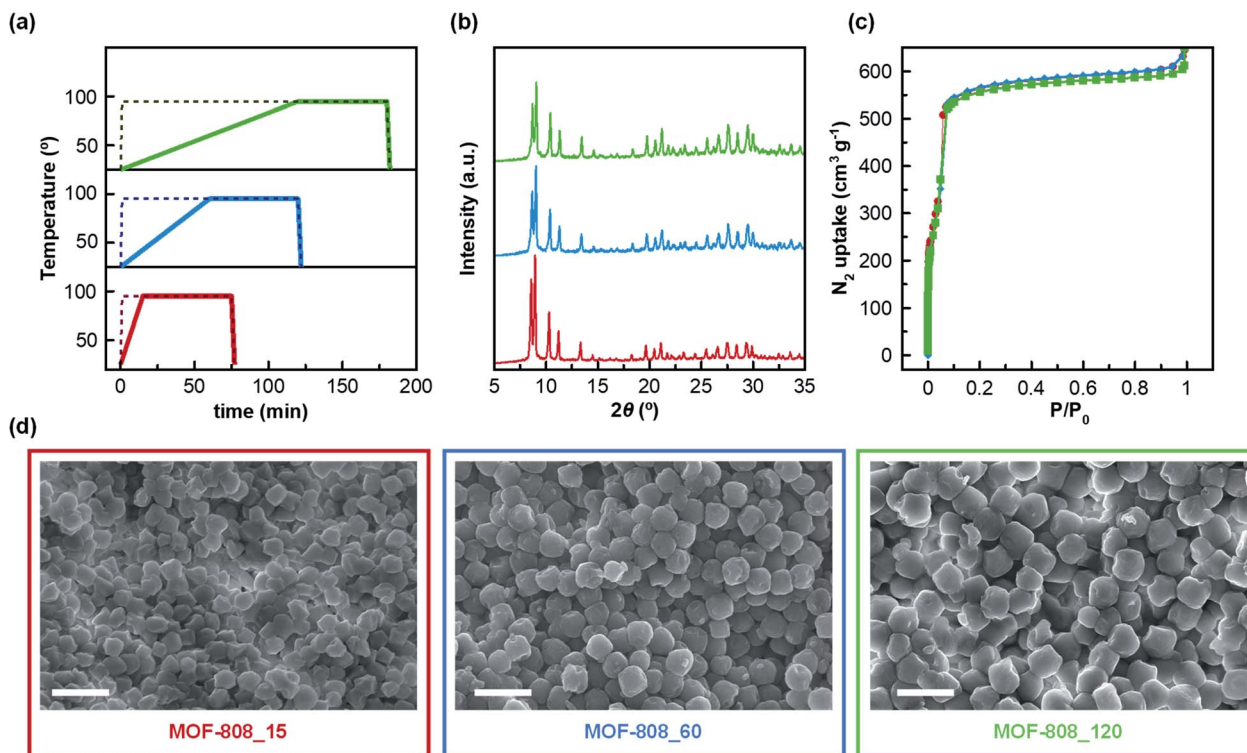 (a)
(b)
(c)
Temperature (º)
100
50
100
50
100
50
0
50
100
150
200
time (min)
Intensity (a.u.)
5
10
15
20
25
30
35
2θ (º)
N₂ uptake (cm³ g⁻¹)
600
500
400
300
200
100
0
0
0.2
0.4
0.6
0.8
1
P/P₀
(d)
MOF-808_15
MOF-808_60
MOF-808_120